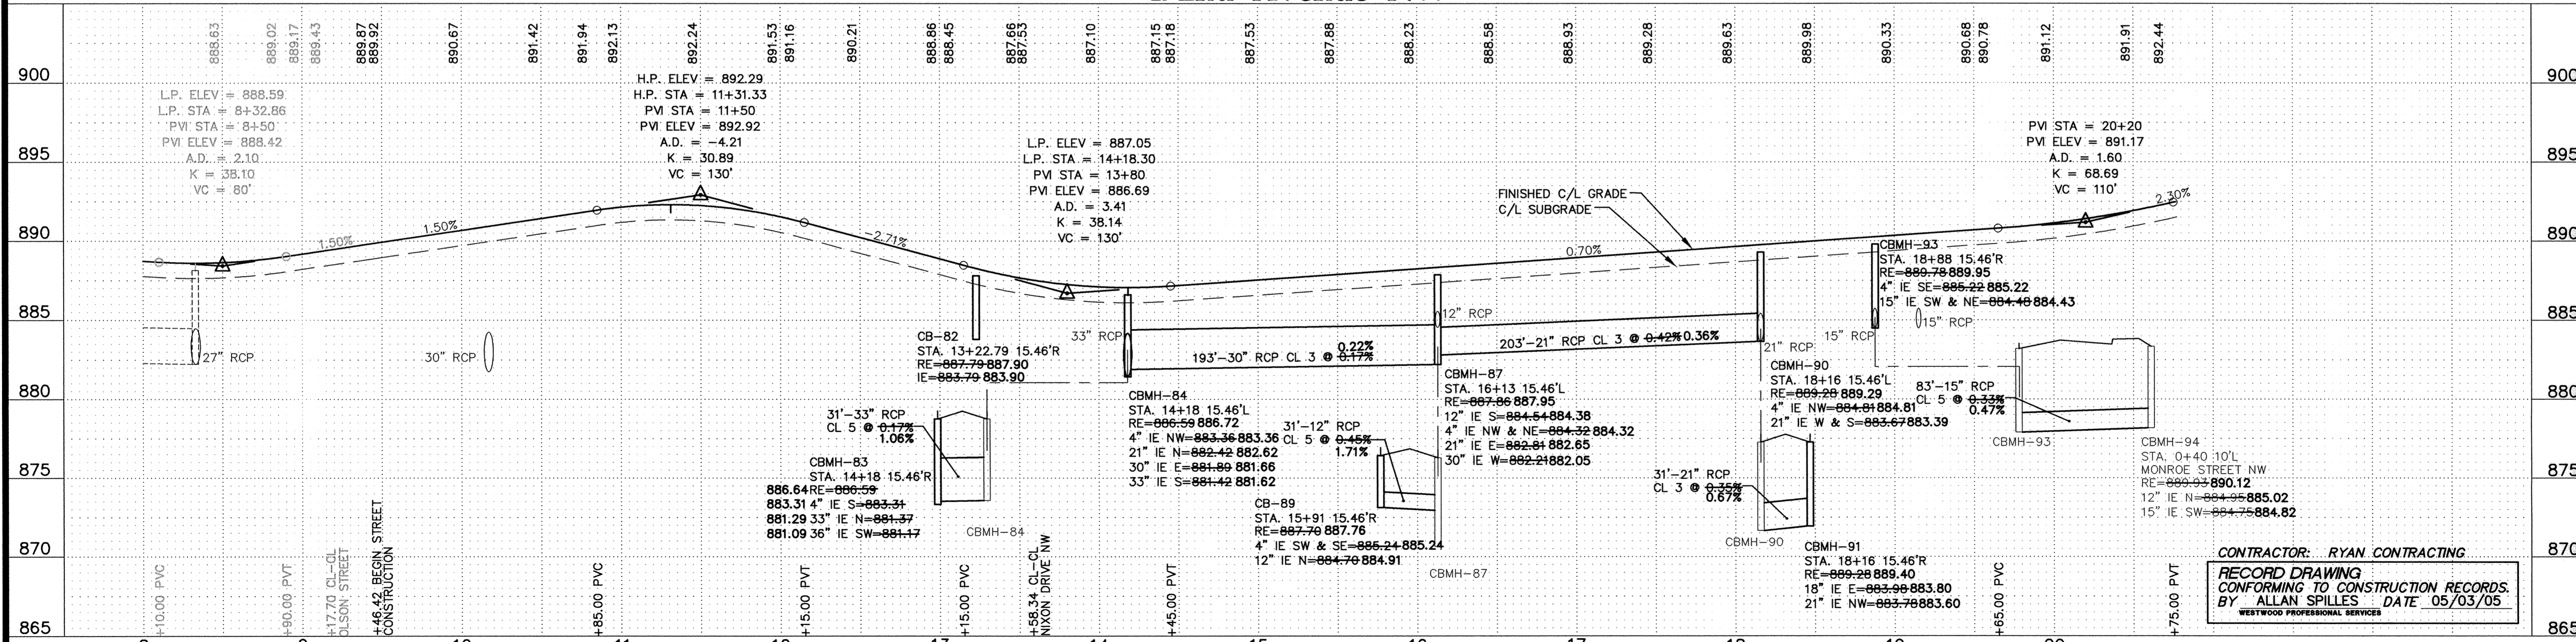 888.63
889.02
889.17
889.43
889.87
889.92
890.67
891.42
891.94
892.13
892.24
891.53
891.16
890.21
888.86
888.45
887.66
887.53
887.10
887.15
887.18
887.53
887.88
888.23
888.58
888.93
889.28
889.63
889.98
890.33
890.68
890.78
891.12
891.91
892.44
900
895
890
885
880
875
870
865
900
895
890
885
880
875
870
865
L.P. ELEV = 888.59
L.P. STA = 8+32.86
PVI STA = 8+50
PVI ELEV = 888.42
A.D. = 2.10
K = 38.10
VC = 80'
H.P. ELEV = 892.29
H.P. STA = 11+31.33
PVI STA = 11+50
PVI ELEV = 892.92
A.D. = -4.21
K = 30.89
VC = 130'
L.P. ELEV = 887.05
L.P. STA = 14+18.30
PVI STA = 13+80
PVI ELEV = 886.69
A.D. = 3.41
K = 38.14
VC = 130'
PVI STA = 20+20
PVI ELEV = 891.17
A.D. = 1.60
K = 68.69
VC = 110'
FINISHED C/L GRADE
C/L SUBGRADE
1.50%
1.50%
-2.71%
0.70%
2.30%
27" RCP
30" RCP
CB-82
STA. 13+22.79 15.46'R
RE=887.79 887.90
IE=883.79 883.90
33" RCP
193'-30" RCP CL 3 @ 0.17%
0.22%
12" RCP
203'-21" RCP CL 3 @ 0.42% 0.36%
21" RCP
15" RCP
CBMH-93
STA. 18+88 15.46'R
RE=889.78 889.95
4" IE SE=885.22 885.22
15" IE SW & NE=884.48 884.43
15" RCP
31'-33" RCP
CL 5 @ 0.17%
1.06%
CBMH-83
STA. 14+18 15.46'R
886.64 RE=886.59
883.31 4" IE S=883.31
881.29 33" IE N=881.37
881.09 36" IE SW=881.17
CBMH-84
CBMH-84
STA. 14+18 15.46'L
RE=886.59 886.72
4" IE NW=883.36 883.36
21" IE N=882.42 882.62
30" IE E=881.89 881.66
33" IE S=881.42 881.62
31'-12" RCP
CL 5 @ 0.45%
1.71%
CB-89
STA. 15+91 15.46'R
RE=887.70 887.76
4" IE SW & SE=885.24 885.24
12" IE N=884.70 884.91
CBMH-87
CBMH-87
STA. 16+13 15.46'L
RE=887.86 887.95
12" IE S=884.54 884.38
4" IE NW & NE=884.32 884.32
21" IE E=882.81 882.65
30" IE W=882.21 882.05
31'-21" RCP
CL 3 @ 0.35%
0.67%
CBMH-90
CBMH-90
STA. 18+16 15.46'L
RE=889.28 889.29
4" IE NW=884.81 884.81
21" IE W & S=883.67 883.39
CBMH-91
STA. 18+16 15.46'R
RE=889.28 889.40
18" IE E=883.98 883.80
21" IE NW=883.78 883.60
83'-15" RCP
CL 5 @ 0.33%
0.47%
CBMH-93
CBMH-94
STA. 0+40 10'L
MONROE STREET NW
RE=889.93 890.12
12" IE N=884.95 885.02
15" IE SW=884.75 884.82
+10.00 PVC
+90.00 PVT
+17.70 CL-CL
OLSON STREET
+46.42 BEGIN STREET
CONSTRUCTION
+85.00 PVC
+15.00 PVT
+15.00 PVC
+58.34 CL-CL
NIXON DRIVE NW
+45.00 PVT
+65.00 PVC
+75.00 PVT
CONTRACTOR: RYAN CONTRACTING
RECORD DRAWING
CONFORMING TO CONSTRUCTION RECORDS.
BY ALLAN SPILLES DATE 05/03/05
WESTWOOD PROFESSIONAL SERVICES